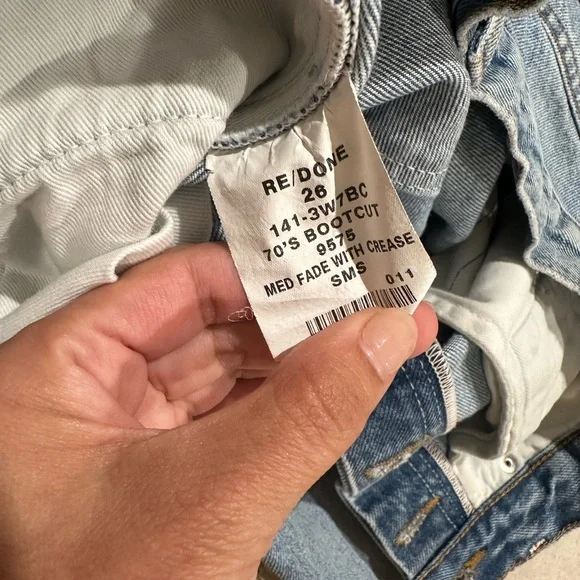 RE/DONE
26
141-3W7BC
70'S BOOTCUT
9575
MED FADE WITH CREASE
SMS
011